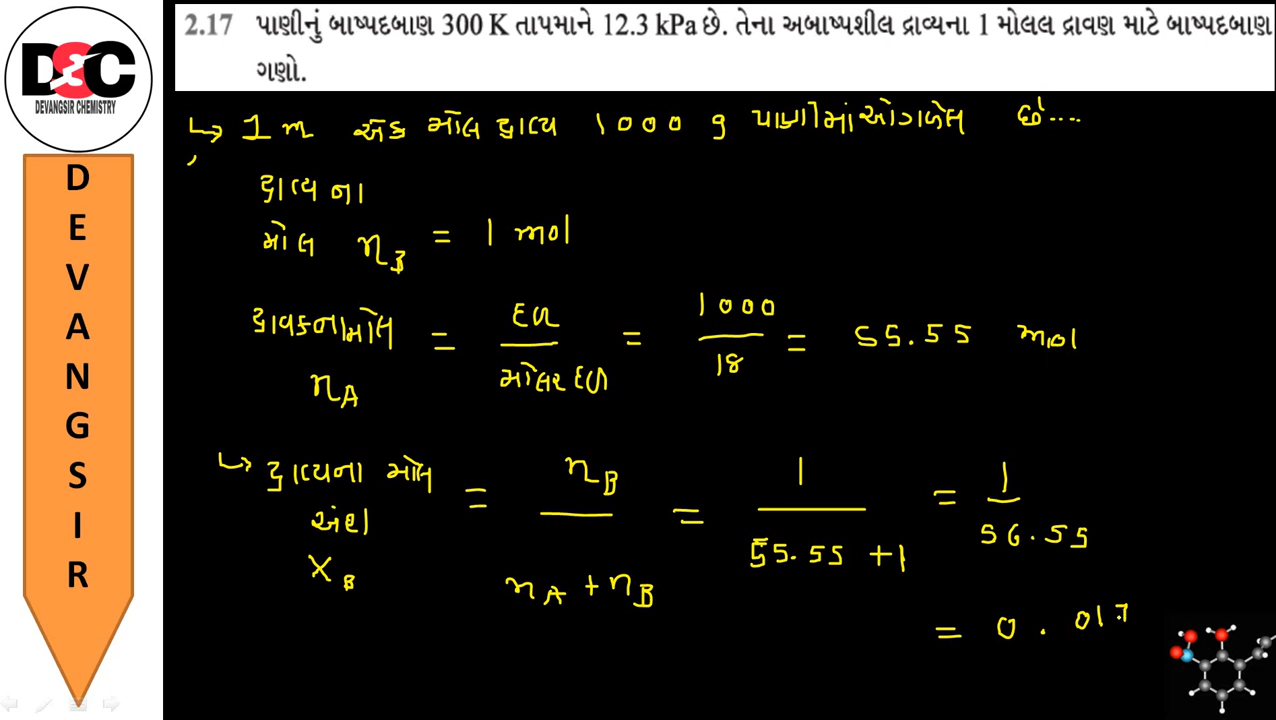 DEVANGSIR CHEMISTRY
DEVANGSIR
2.17 પાણીનું બાષ્પદબાણ 300 K તાપમાને 12.3 kPa છે. તેના અબાષ્પશીલ દ્રાવ્યના 1 મોલલ દ્રાવણ માટે બાષ્પદબાણ
ગણો.
↳ 1 m એક મોલ દ્રાવ્ય 1000 g પાણીમાં ઓગળેલ છે....
દ્રાવ્ય ના
મોલ n_B = 1 mol
દ્રાવકના મોલ n_A = દળ / મોલર દળ = 1000 / 18 = 55.55 mol
↳ દ્રાવ્યના મોલ અંશ X_B = n_B / n_A + n_B = 1 / 55.55 + 1 = 1 / 56.55
= 0.017